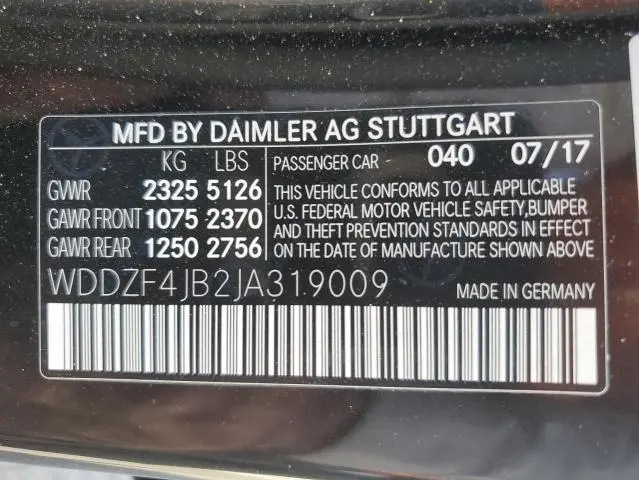 MFD BY DAIMLER AG STUTTGART
KG LBS
GVWR 2325 5126
GAWR FRONT 1075 2370
GAWR REAR 1250 2756
PASSENGER CAR 040 07/17
THIS VEHICLE CONFORMS TO ALL APPLICABLE
U.S. FEDERAL MOTOR VEHICLE SAFETY,BUMPER
AND THEFT PREVENTION STANDARDS IN EFFECT
ON THE DATE OF MANUFACTURE SHOWN ABOVE.
WDDZF4JB2JA319009
MADE IN GERMANY